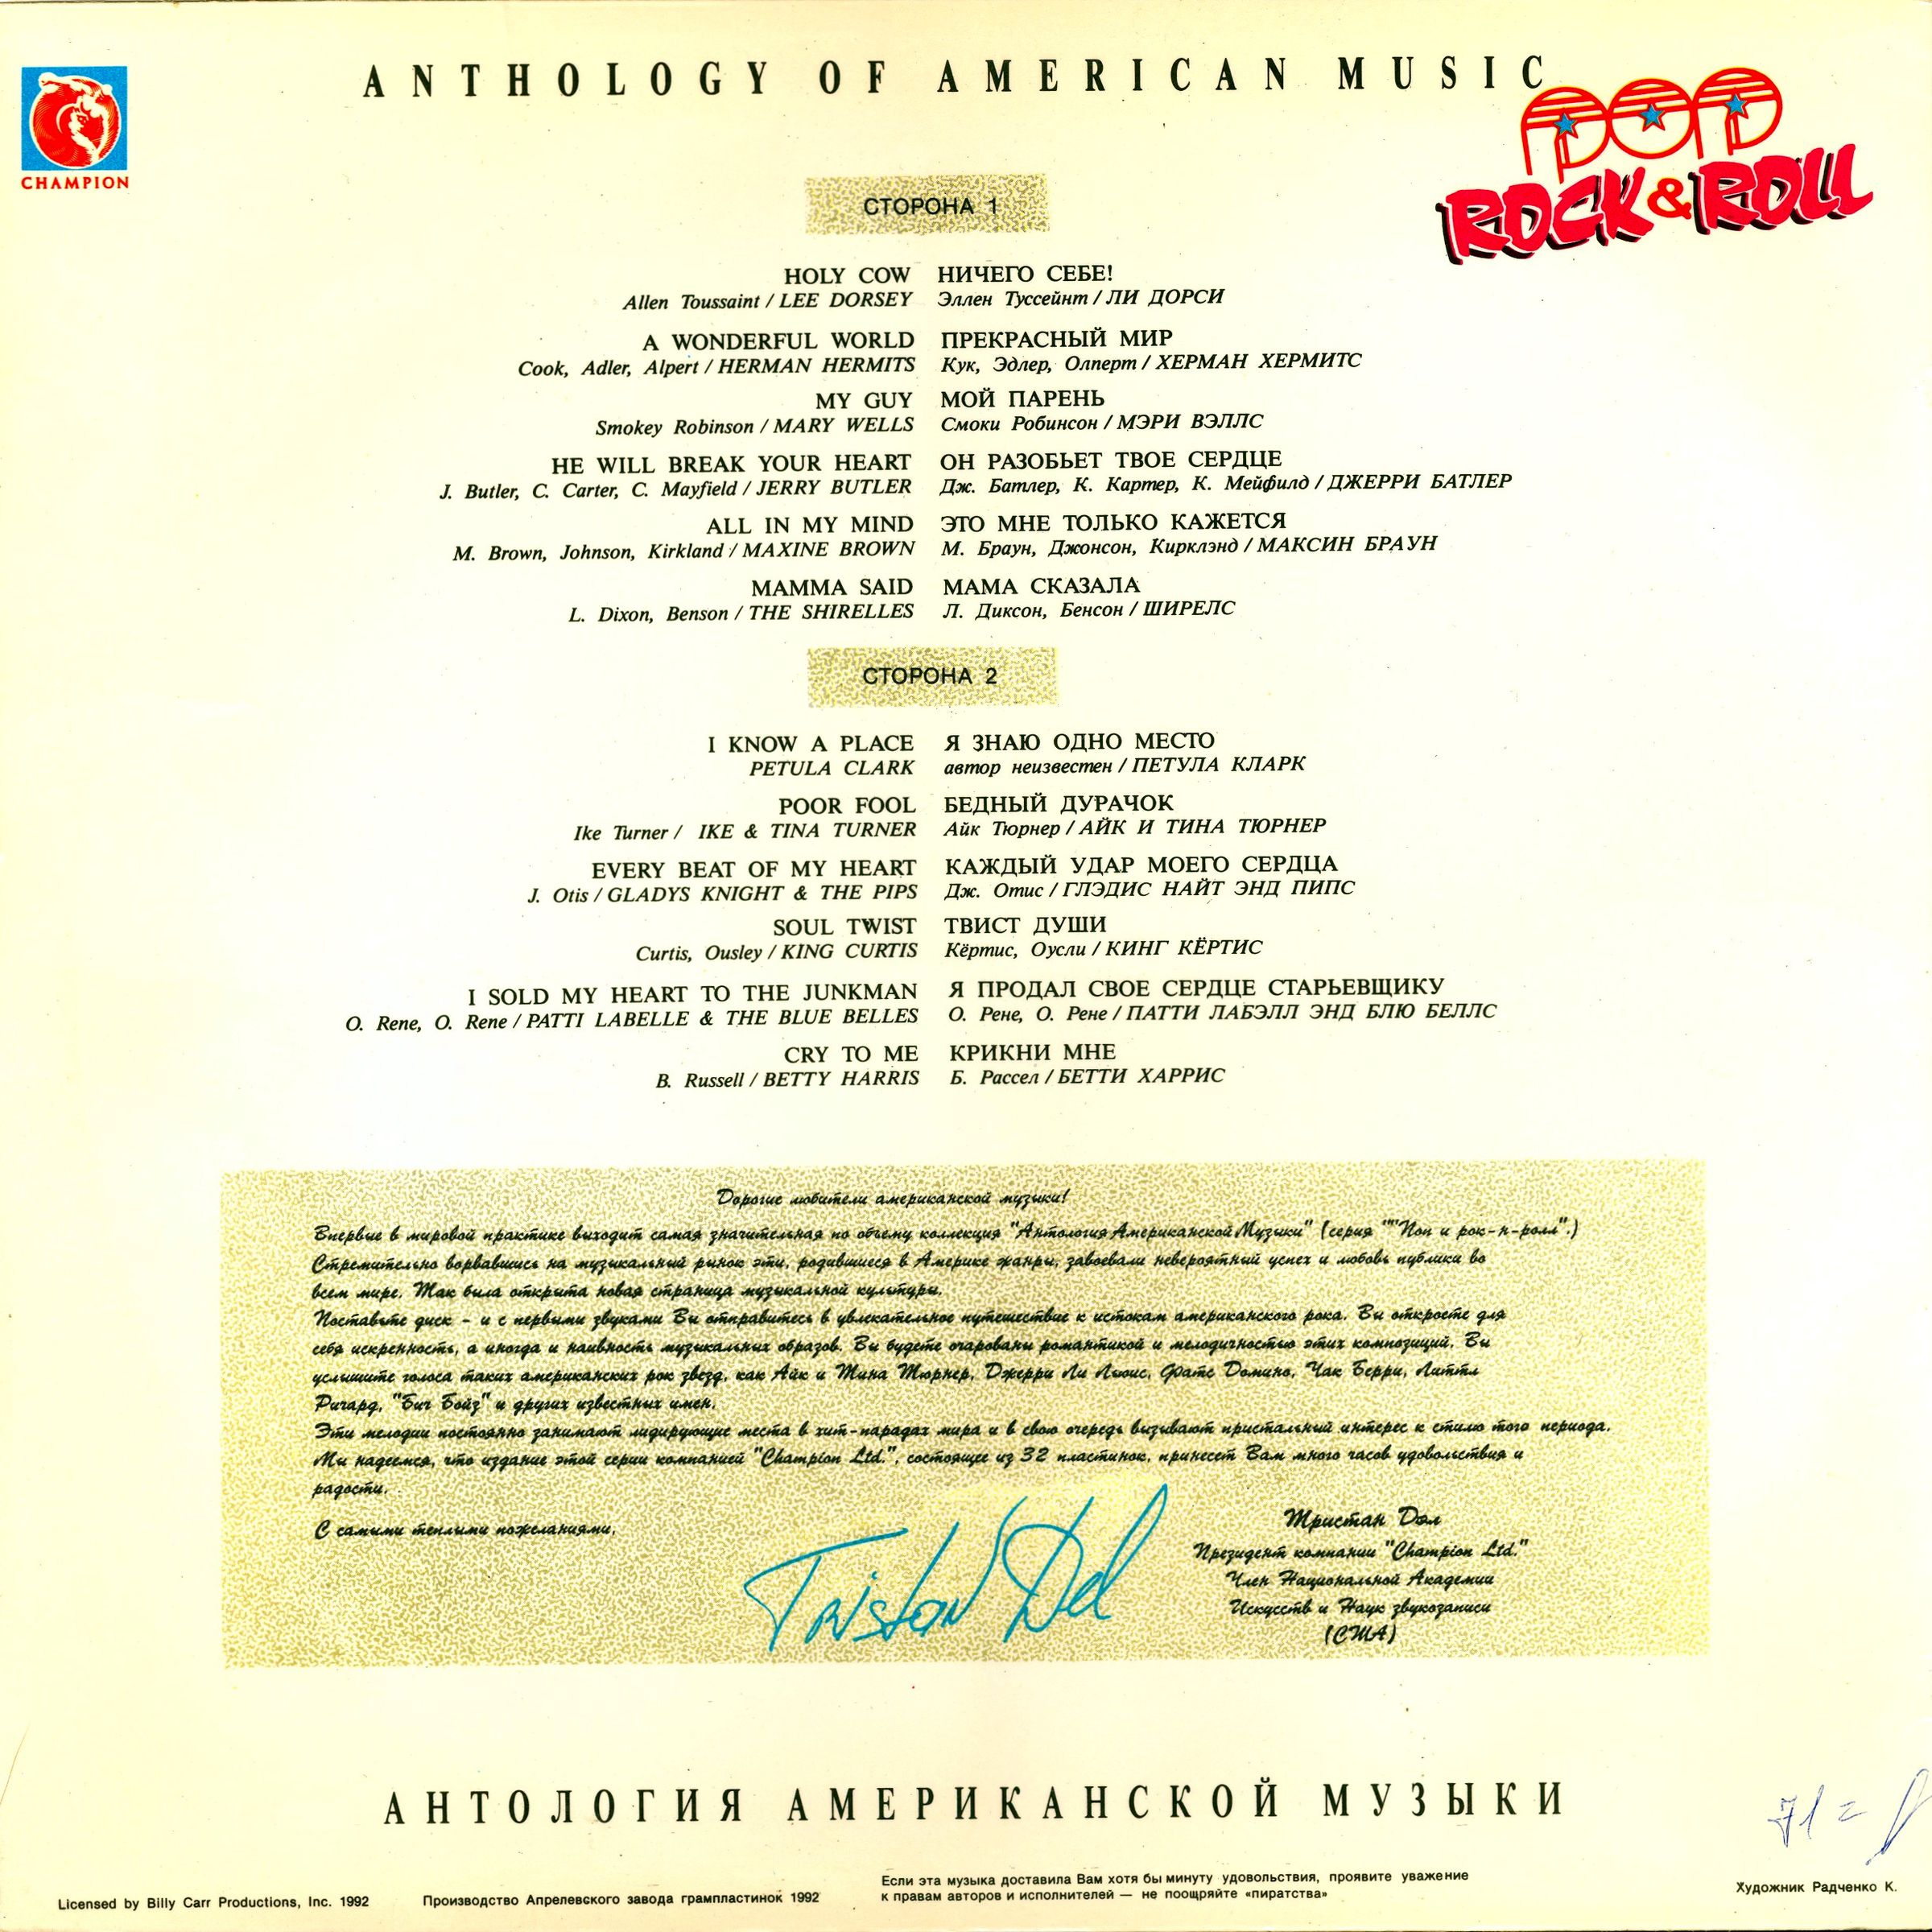 ANTHOLOGY OF AMERICAN MUSIC
CHAMPION
POP
ROCK & ROLL
СТОРОНА 1
HOLY COW НИЧЕГО СЕБЕ!
Allen Toussaint / LEE DORSEY Эллен Туссейнт / ЛИ ДОРСИ
A WONDERFUL WORLD ПРЕКРАСНЫЙ МИР
Cook, Adler, Alpert / HERMAN HERMITS Кук, Эдлер, Олперт / ХЕРМАН ХЕРМИТС
MY GUY МОЙ ПАРЕНЬ
Smokey Robinson / MARY WELLS Смоки Робинсон / МЭРИ ВЭЛЛС
HE WILL BREAK YOUR HEART ОН РАЗОБЬЕТ ТВОЕ СЕРДЦЕ
J. Butler, C. Carter, C. Mayfield / JERRY BUTLER Дж. Батлер, К. Картер, К. Мейфилд / ДЖЕРРИ БАТЛЕР
ALL IN MY MIND ЭТО МНЕ ТОЛЬКО КАЖЕТСЯ
M. Brown, Johnson, Kirkland / MAXINE BROWN М. Браун, Джонсон, Кирклэнд / МАКСИН БРАУН
MAMMA SAID МАМА СКАЗАЛА
L. Dixon, Benson / THE SHIRELLES Л. Диксон, Бенсон / ШИРЕЛС
СТОРОНА 2
I KNOW A PLACE Я ЗНАЮ ОДНО МЕСТО
PETULA CLARK автор неизвестен / ПЕТУЛА КЛАРК
POOR FOOL БЕДНЫЙ ДУРАЧОК
Ike Turner / IKE & TINA TURNER Айк Тюрнер / АЙК И ТИНА ТЮРНЕР
EVERY BEAT OF MY HEART КАЖДЫЙ УДАР МОЕГО СЕРДЦА
J. Otis / GLADYS KNIGHT & THE PIPS Дж. Отис / ГЛЭДИС НАЙТ ЭНД ПИПС
SOUL TWIST ТВИСТ ДУШИ
Curtis, Ousley / KING CURTIS Кёртис, Оусли / КИНГ КЁРТИС
I SOLD MY HEART TO THE JUNKMAN Я ПРОДАЛ СВОЕ СЕРДЦЕ СТАРЬЕВЩИКУ
O. Rene, O. Rene / PATTI LABELLE & THE BLUE BELLES О. Рене, О. Рене / ПАТТИ ЛАБЭЛЛ ЭНД БЛЮ БЕЛЛС
CRY TO ME КРИКНИ МНЕ
B. Russell / BETTY HARRIS Б. Рассел / БЕТТИ ХАРРИС
Дорогие любители американской музыки!
Впервые в мировой практике выходит самая значительная по объему коллекция "Антология Американской Музыки" (серия ""Поп и рок-н-ролл".)
Стремительно ворвавшись на музыкальный рынок эти, родившиеся в Америке жанры, завоевали невероятный успех и любовь публики во
всем мире. Так была открыта новая страница музыкальной культуры.
Поставьте диск - и с первыми звуками Вы отправитесь в увлекательное путешествие к истокам американского рока. Вы откроете для
себя искренность, а иногда и наивность музыкальных образов. Вы будете очарованы романтикой и мелодичностью этих композиций. Вы
услышите голоса таких американских рок звезд, как Айк и Тина Тюрнер, Джерри Ли Льюис, Фатс Домино, Чак Берри, Литтл
Ричард, "Бич Бойз" и других известных имен.
Эти мелодии постоянно занимают лидирующие места в хит-парадах мира и в свою очередь вызывают пристальный интерес к стилю того периода.
Мы надеемся, что издание этой серии компанией "Champion Ltd.", состоящее из 32 пластинок, принесет Вам много часов удовольствия и
радости.
С самыми теплыми пожеланиями,
Tristan Del
Тристан Дэл
Президент компании "Champion Ltd."
Член Национальной Академии
Искусств и Наук звукозаписи
(США)
АНТОЛОГИЯ АМЕРИКАНСКОЙ МУЗЫКИ
71=
Licensed by Billy Carr Productions, Inc. 1992
Производство Апрелевского завода грампластинок 1992
Если эта музыка доставила Вам хотя бы минуту удовольствия, проявите уважение
к правам авторов и исполнителей — не поощряйте «пиратства»
Художник Радченко К.